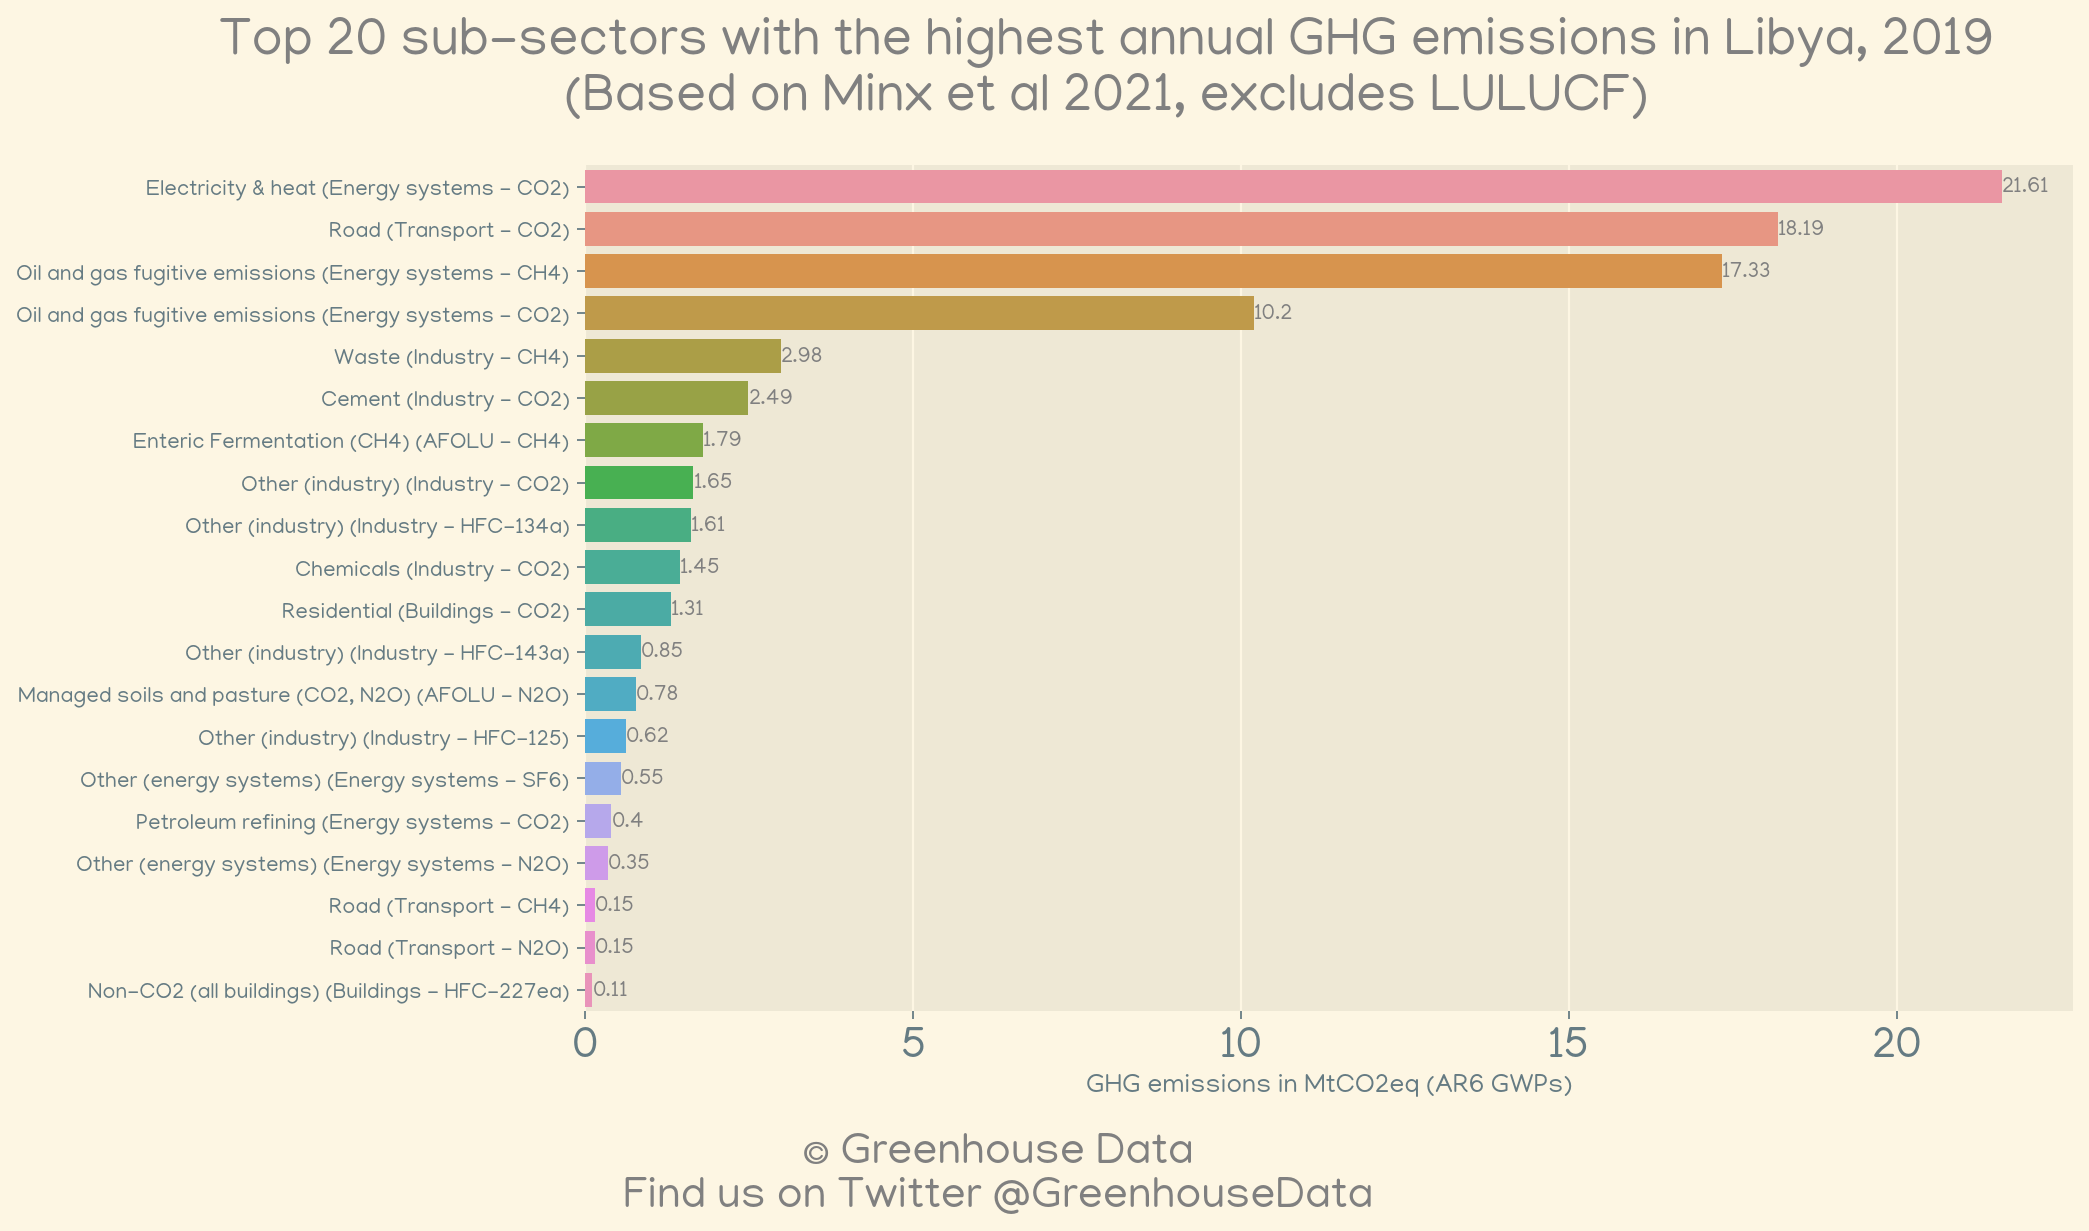 Top 20 sub-sectors with the highest annual GHG emissions in Libya, 2019
(Based on Minx et al 2021, excludes LULUCF)
Electricity & heat (Energy systems - CO2) 21.61
Road (Transport - CO2) 18.19
Oil and gas fugitive emissions (Energy systems - CH4) 17.33
Oil and gas fugitive emissions (Energy systems - CO2) 10.2
Waste (Industry - CH4) 2.98
Cement (Industry - CO2) 2.49
Enteric Fermentation (CH4) (AFOLU - CH4) 1.79
Other (industry) (Industry - CO2) 1.65
Other (industry) (Industry - HFC-134a) 1.61
Chemicals (Industry - CO2) 1.45
Residential (Buildings - CO2) 1.31
Other (industry) (Industry - HFC-143a) 0.85
Managed soils and pasture (CO2, N2O) (AFOLU - N2O) 0.78
Other (industry) (Industry - HFC-125) 0.62
Other (energy systems) (Energy systems - SF6) 0.55
Petroleum refining (Energy systems - CO2) 0.4
Other (energy systems) (Energy systems - N2O) 0.35
Road (Transport - CH4) 0.15
Road (Transport - N2O) 0.15
Non-CO2 (all buildings) (Buildings - HFC-227ea) 0.11
0 5 10 15 20
GHG emissions in MtCO2eq (AR6 GWPs)
© Greenhouse Data
Find us on Twitter @GreenhouseData